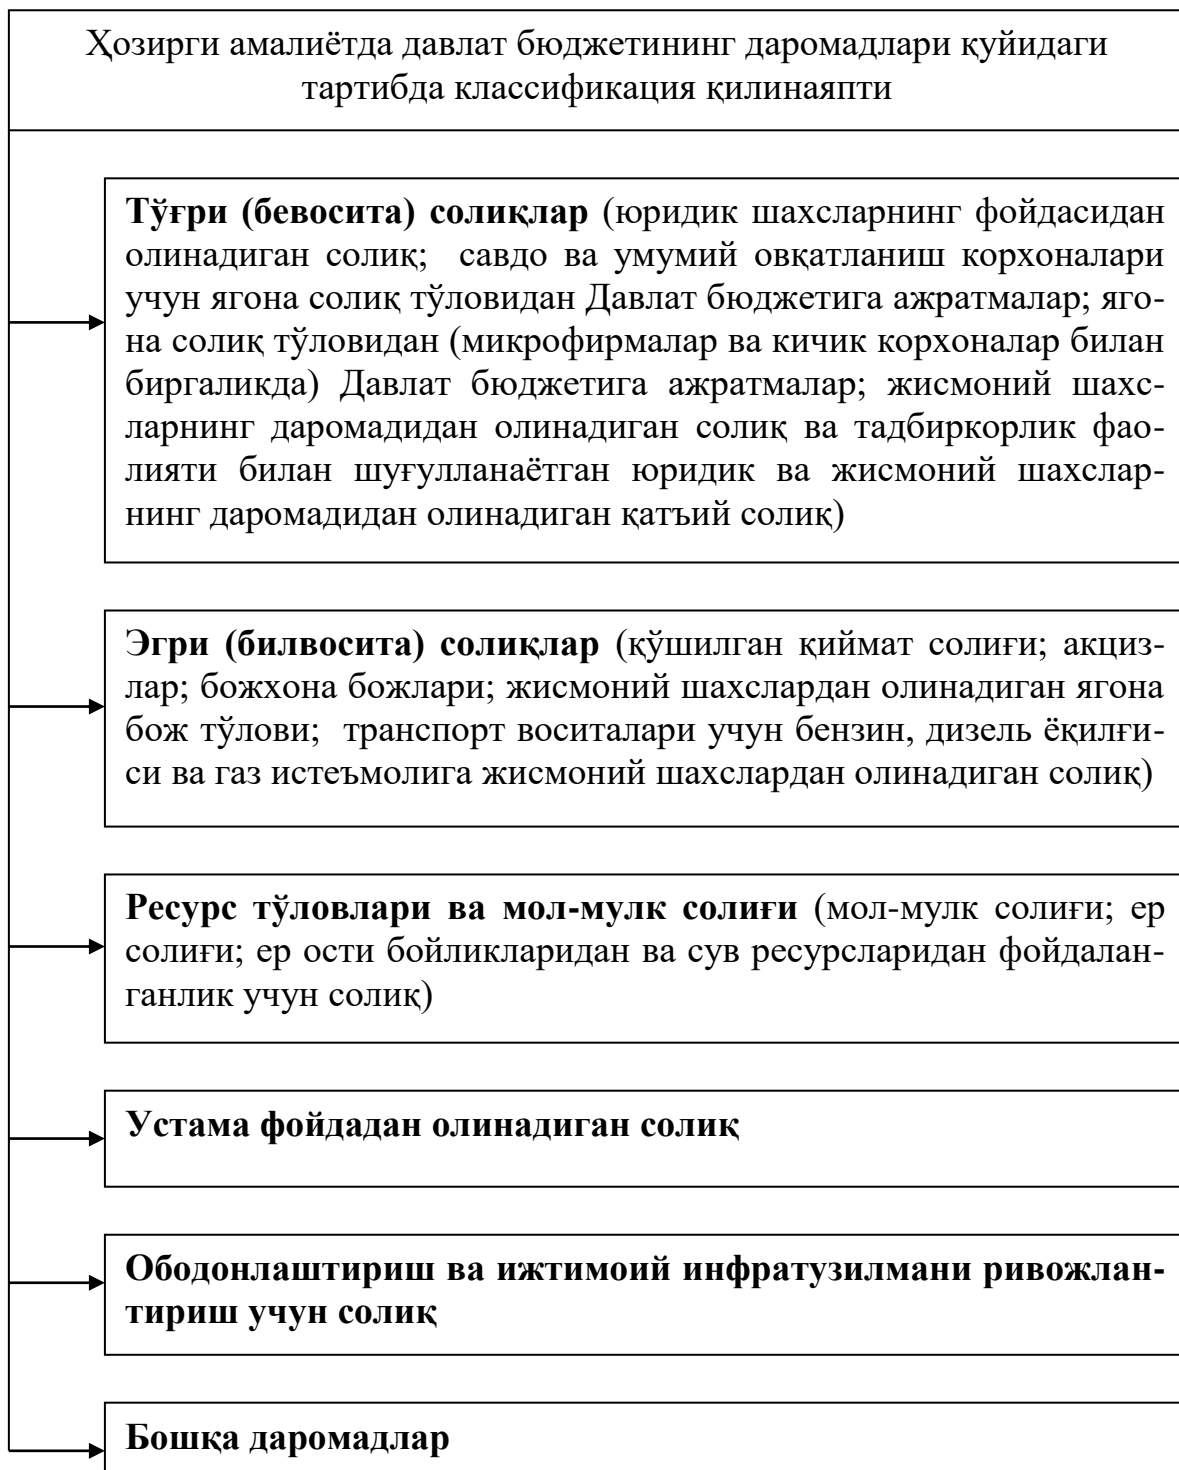 Ҳозирги амалиётда давлат бюджетининг даромадлари қуйидаги
тартибда классификация қилинаяпти
Тўғри (бевосита) солиқлар (юридик шахсларнинг фойдасидан
олинадиган солиқ; савдо ва умумий овқатланиш корхоналари
учун ягона солиқ тўловидан Давлат бюджетига ажратмалар; яго-
на солиқ тўловидан (микрофирмалар ва кичик корхоналар билан
биргаликда) Давлат бюджетига ажратмалар; жисмоний шахс-
ларнинг даромадидан олинадиган солиқ ва тадбиркорлик фао-
лияти билан шуғулланаётган юридик ва жисмоний шахслар-
нинг даромадидан олинадиган қатъий солиқ)
Эгри (билвосита) солиқлар (қўшилган қиймат солиғи; акциз-
лар; божхона божлари; жисмоний шахслардан олинадиган ягона
бож тўлови; транспорт воситалари учун бензин, дизель ёқилғи-
си ва газ истеъмолига жисмоний шахслардан олинадиган солиқ)
Ресурс тўловлари ва мол-мулк солиғи (мол-мулк солиғи; ер
солиғи; ер ости бойликларидан ва сув ресурсларидан фойдалан-
ганлик учун солиқ)
Устама фойдадан олинадиган солиқ
Ободонлаштириш ва ижтимоий инфратузилмани ривожлан-
тириш учун солиқ
Бошқа даромадлар